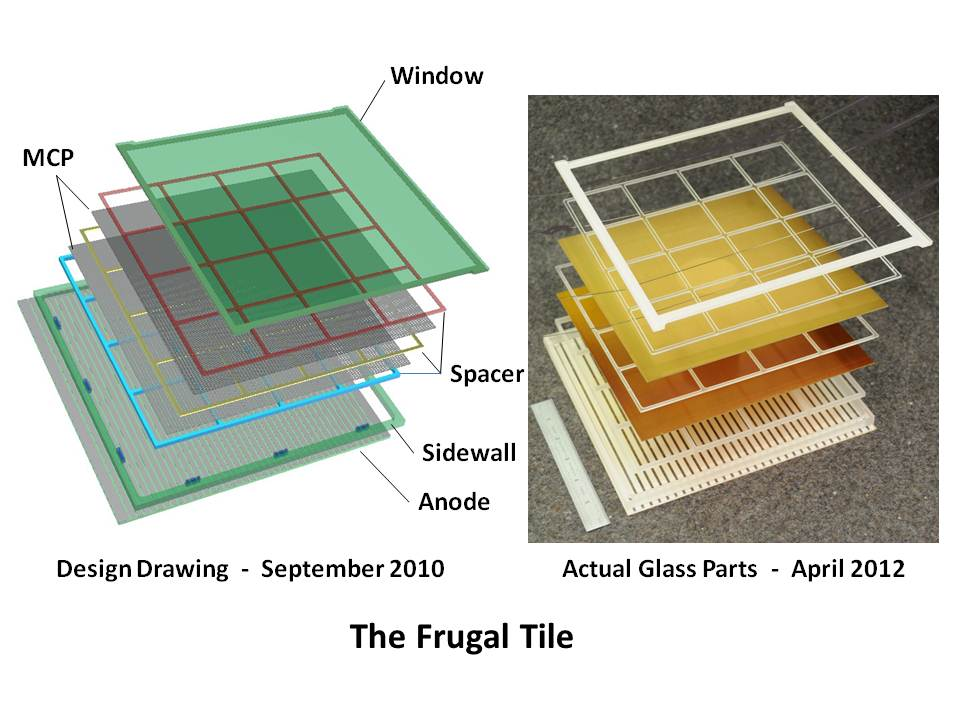 Window
MCP
Spacer
Sidewall
Anode
Design Drawing - September 2010
Actual Glass Parts - April 2012
The Frugal Tile